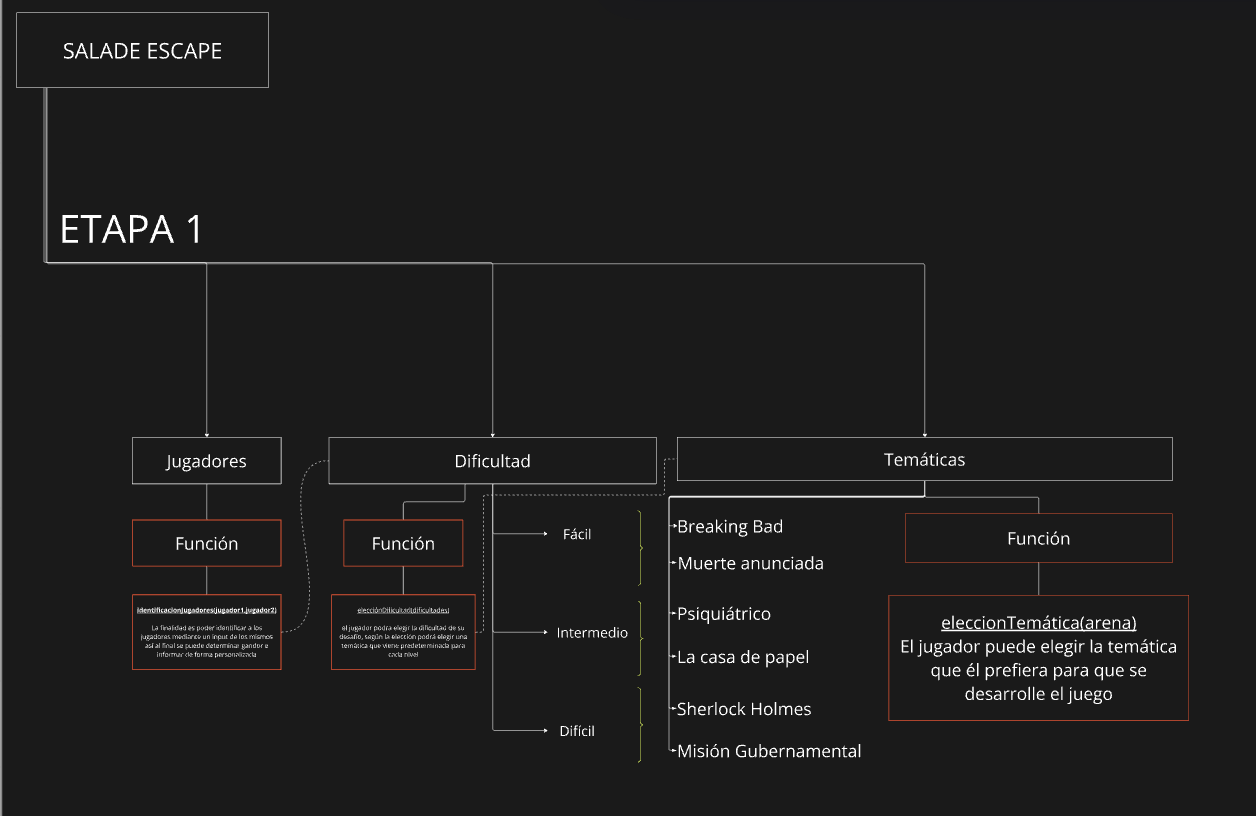 SALADE ESCAPE
ETAPA 1
Jugadores
Dificultad
Temáticas
Función
Función
Función
identificacionJugadores(jugador1,jugador2)
La finalidad es poder identificar a los
jugadores mediante un input de los mismos
así al final se puede determinar gandor e
informar de forma personalizada
elecciónDificultad(dificultades)
el jugador podrá elegir la dificultad de su
desafío, según la elección podrá elegir una
temática que viene predeterminada para
cada nivel
Fácil
Intermedio
Difícil
Breaking Bad
Muerte anunciada
Psiquiátrico
La casa de papel
Sherlock Holmes
Misión Gubernamental
eleccionTemática(arena)
El jugador puede elegir la temática
que él prefiera para que se
desarrolle el juego